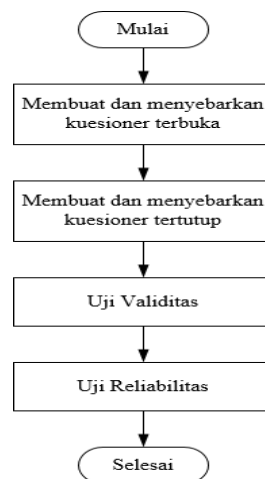 Mulai
Membuat dan menyebarkan
kuesioner terbuka
Membuat dan menyebarkan
kuesioner tertutup
Uji Validitas
Uji Reliabilitas
Selesai